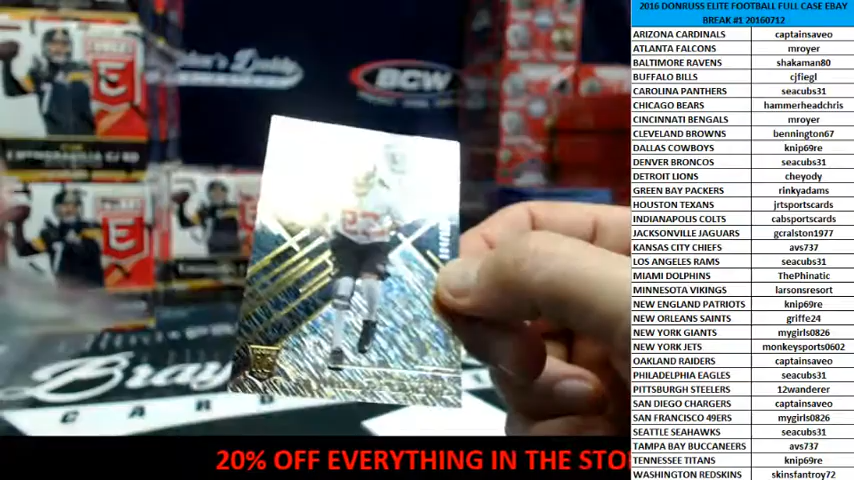 2016 DONRUSS ELITE FOOTBALL FULL CASE EBAY
BREAK #1 20160712
ARIZONA CARDINALS captainsaveo
ATLANTA FALCONS mroyer
BALTIMORE RAVENS shakaman80
BUFFALO BILLS cjfiegl
CAROLINA PANTHERS seacubs31
CHICAGO BEARS hammerheadchris
CINCINNATI BENGALS mroyer
CLEVELAND BROWNS bennington67
DALLAS COWBOYS knip69re
DENVER BRONCOS seacubs31
DETROIT LIONS cheyody
GREEN BAY PACKERS rinkyadams
HOUSTON TEXANS jrtsportscards
INDIANAPOLIS COLTS cabsportscards
JACKSONVILLE JAGUARS gcralston1977
KANSAS CITY CHIEFS avs737
LOS ANGELES RAMS seacubs31
MIAMI DOLPHINS ThePhinatic
MINNESOTA VIKINGS larsonsresort
NEW ENGLAND PATRIOTS knip69re
NEW ORLEANS SAINTS griffe24
NEW YORK GIANTS mygirls0826
NEW YORK JETS monkeysports0602
OAKLAND RAIDERS captainsaveo
PHILADELPHIA EAGLES seacubs31
PITTSBURGH STEELERS 12wanderer
SAN DIEGO CHARGERS captainsaveo
SAN FRANCISCO 49ERS mygirls0826
SEATTLE SEAHAWKS seacubs31
TAMPA BAY BUCCANEERS avs737
TENNESSEE TITANS knip69re
WASHINGTON REDSKINS skinsfantroy72
BCW
ELITE
E
E
Bray
CARD
20% OFF EVERYTHING IN THE STO